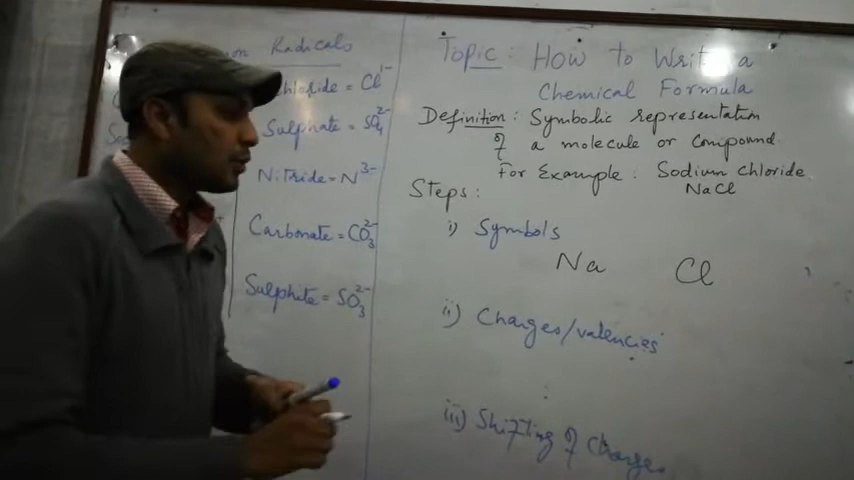 Radicals
Chloride = Cl¹⁻
Sulphate = SO₄²⁻
Nitride = N³⁻
Carbonate = CO₃²⁻
Sulphite = SO₃²⁻
Topic: How to Write a
Chemical Formula
Definition: Symbolic representation
of a molecule or compound
For Example: Sodium Chloride
NaCl
Steps:
i) Symbols
Na Cl
ii) Charges/valencies
iii) Shifting of Charges